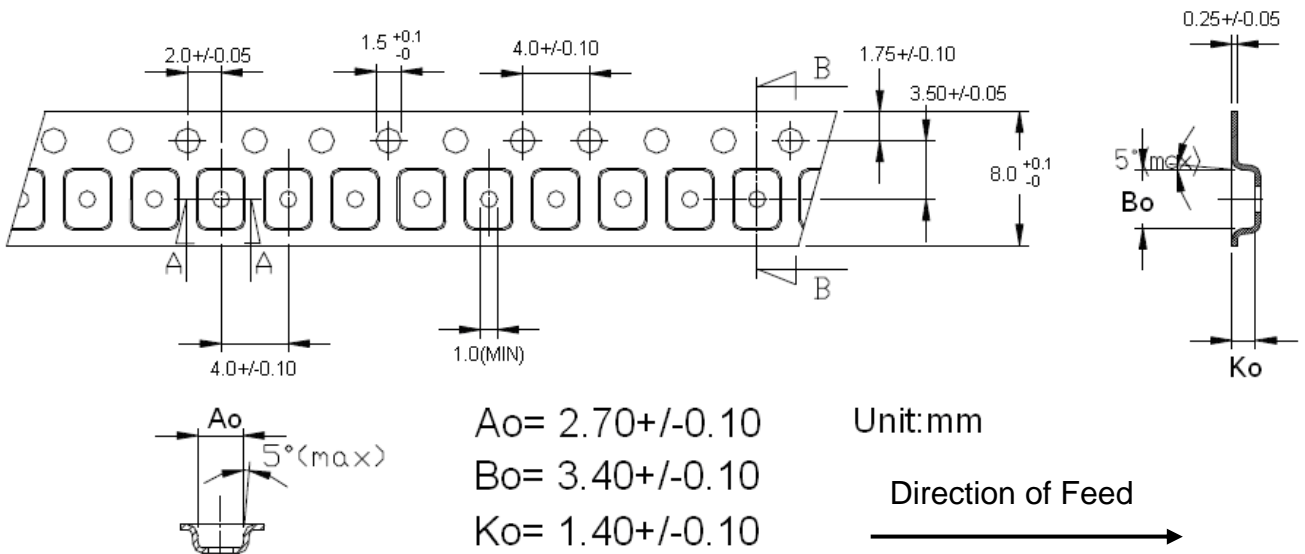 0.25+/-0.05
2.0+/-0.05
1.5 +0.1 -0
4.0+/-0.10
B
1.75+/-0.10
3.50+/-0.05
8.0 +0.1 -0
5°(max)
Bo
A A
B
1.0(MIN)
4.0+/-0.10
Ko
Ao
5°(max)
Ao= 2.70+/-0.10
Unit:mm
Bo= 3.40+/-0.10
Direction of Feed
Ko= 1.40+/-0.10